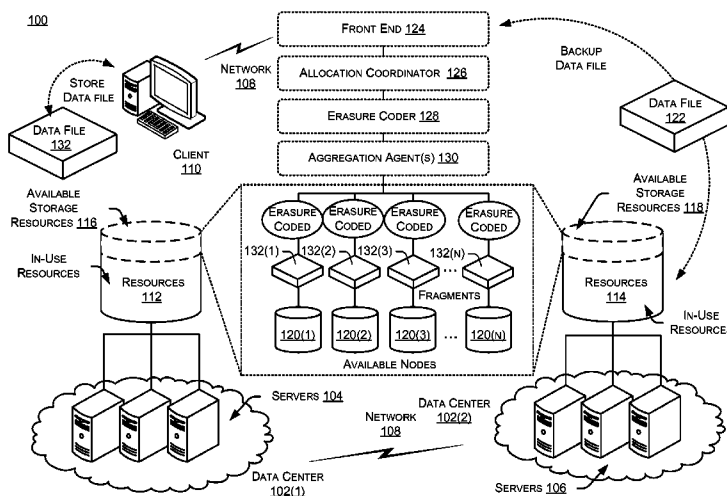 100
FRONT END 124
NETWORK
108
STORE
DATA FILE
ALLOCATION COORDINATOR 126
BACKUP
DATA FILE
ERASURE CODER 128
DATA FILE
132
DATA FILE
122
CLIENT
110
AGGREGATION AGENT(S) 130
AVAILABLE
STORAGE
RESOURCES 116
AVAILABLE
STORAGE
RESOURCES 118
ERASURE
CODED
ERASURE
CODED
ERASURE
CODED
ERASURE
CODED
132(1)
132(2)
132(3)
132(N)
...
IN-USE
RESOURCES
RESOURCES
112
FRAGMENTS
RESOURCES
114
120(1)
120(2)
120(3)
...
120(N)
IN-USE
RESOURCE
AVAILABLE NODES
SERVERS 104
NETWORK
108
DATA CENTER
102(2)
DATA CENTER
102(1)
SERVERS 106